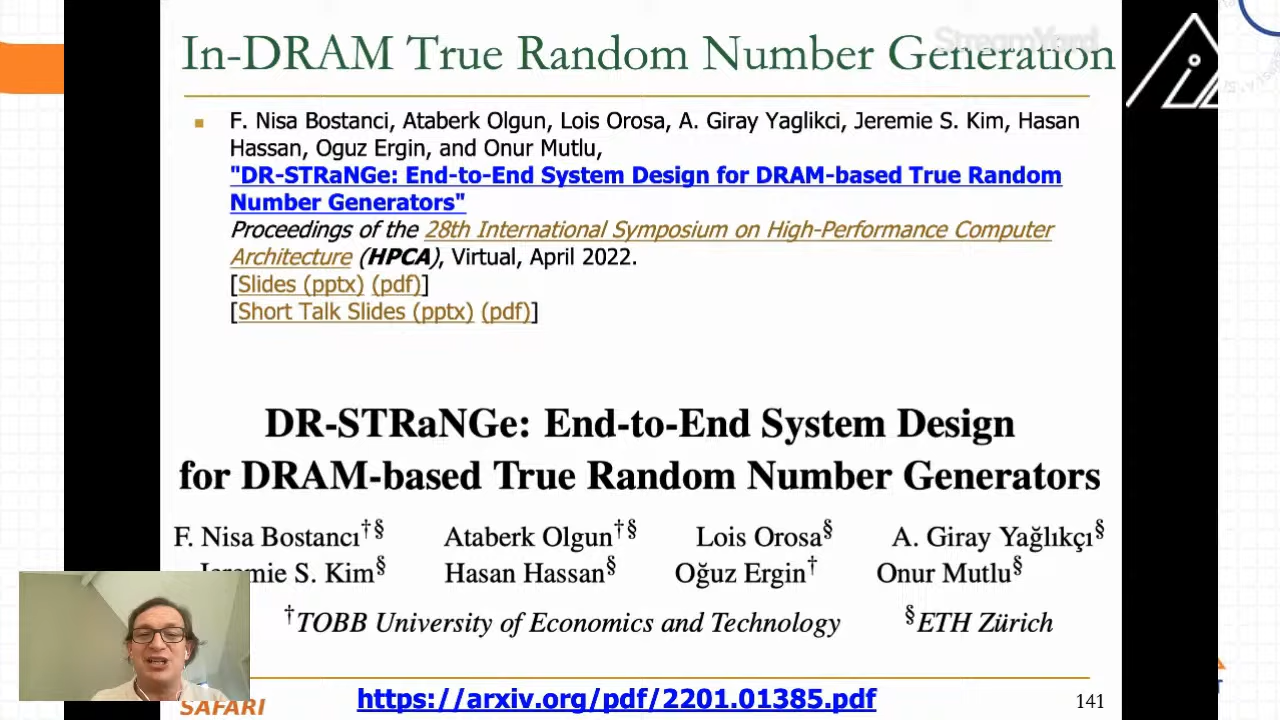 StreamYard
In-DRAM True Random Number Generation
F. Nisa Bostanci, Ataberk Olgun, Lois Orosa, A. Giray Yaglikci, Jeremie S. Kim, Hasan
Hassan, Oguz Ergin, and Onur Mutlu,
"DR-STRaNGe: End-to-End System Design for DRAM-based True Random
Number Generators"
Proceedings of the 28th International Symposium on High-Performance Computer
Architecture (HPCA), Virtual, April 2022.
[Slides (pptx) (pdf)]
[Short Talk Slides (pptx) (pdf)]
DR-STRaNGe: End-to-End System Design
for DRAM-based True Random Number Generators
F. Nisa Bostancı†§ Ataberk Olgun†§ Lois Orosa§ A. Giray Yağlıkçı§
Jeremie S. Kim§ Hasan Hassan§ Oğuz Ergin† Onur Mutlu§
†TOBB University of Economics and Technology §ETH Zürich
SAFARI https://arxiv.org/pdf/2201.01385.pdf 141